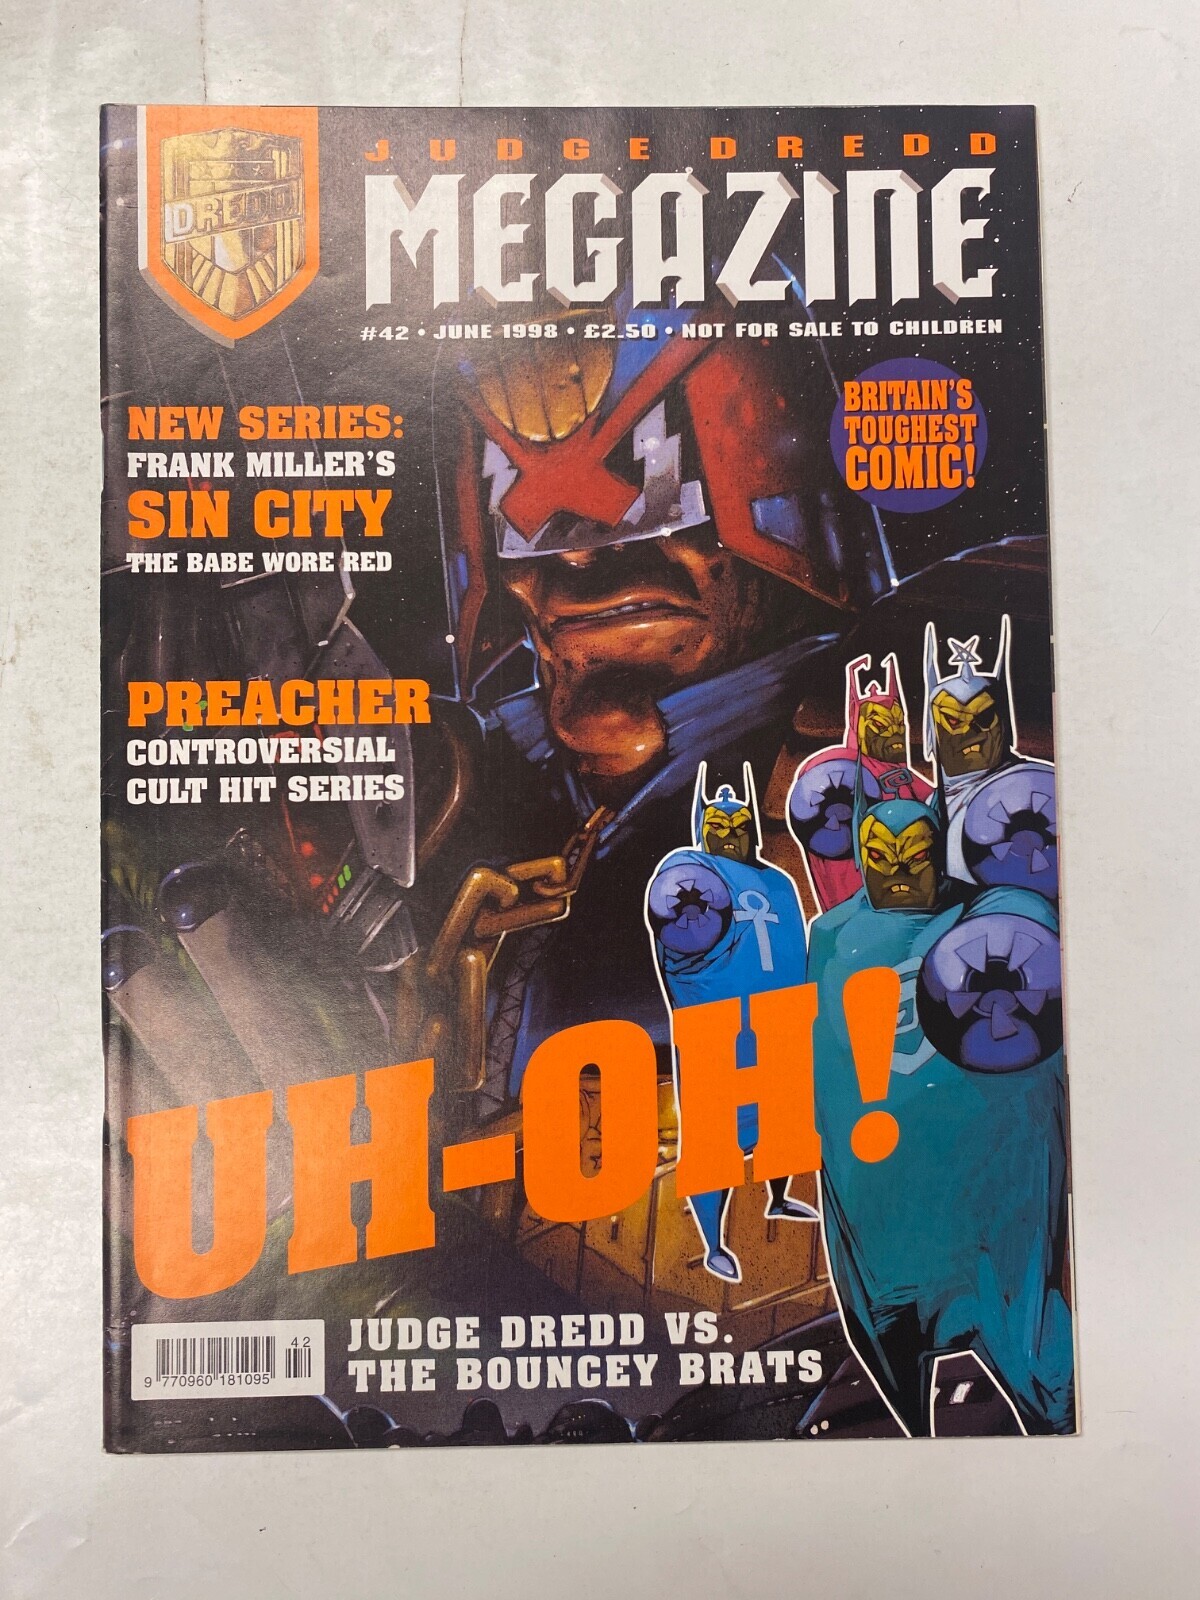 DREDD
JUDGE DREDD
MEGAZINE
#42 • JUNE 1998 • £2.50 • NOT FOR SALE TO CHILDREN
BRITAIN'S
TOUGHEST
COMIC!
NEW SERIES:
FRANK MILLER'S
SIN CITY
THE BABE WORE RED
PREACHER
CONTROVERSIAL
CULT HIT SERIES
UH-OH!
JUDGE DREDD VS.
THE BOUNCEY BRATS
42
9 770960 181095